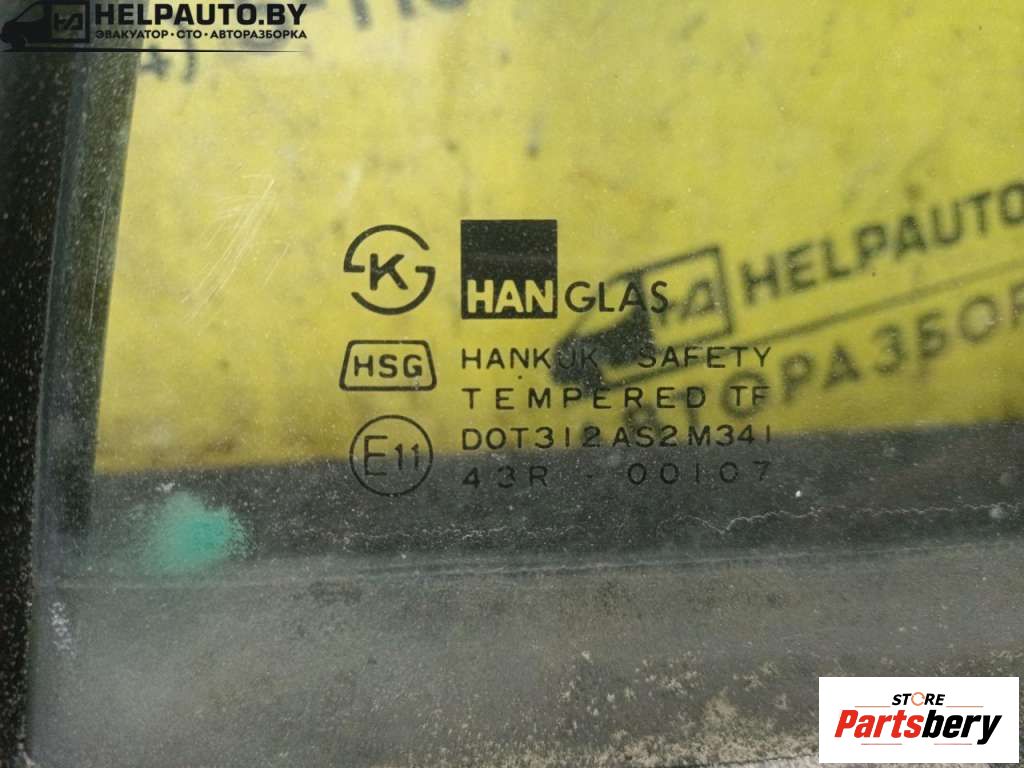 HELPAUTO.BY
ЭВАКУАТОР • СТО • АВТОРАЗБОРКА
K
HAN GLAS
HSG
HANKUK SAFETY
TEMPERED TF
E11
DOT312 AS2 M341
43R - 00107
HELPAUTO
АВТОРАЗБОР
STORE
Partsbery